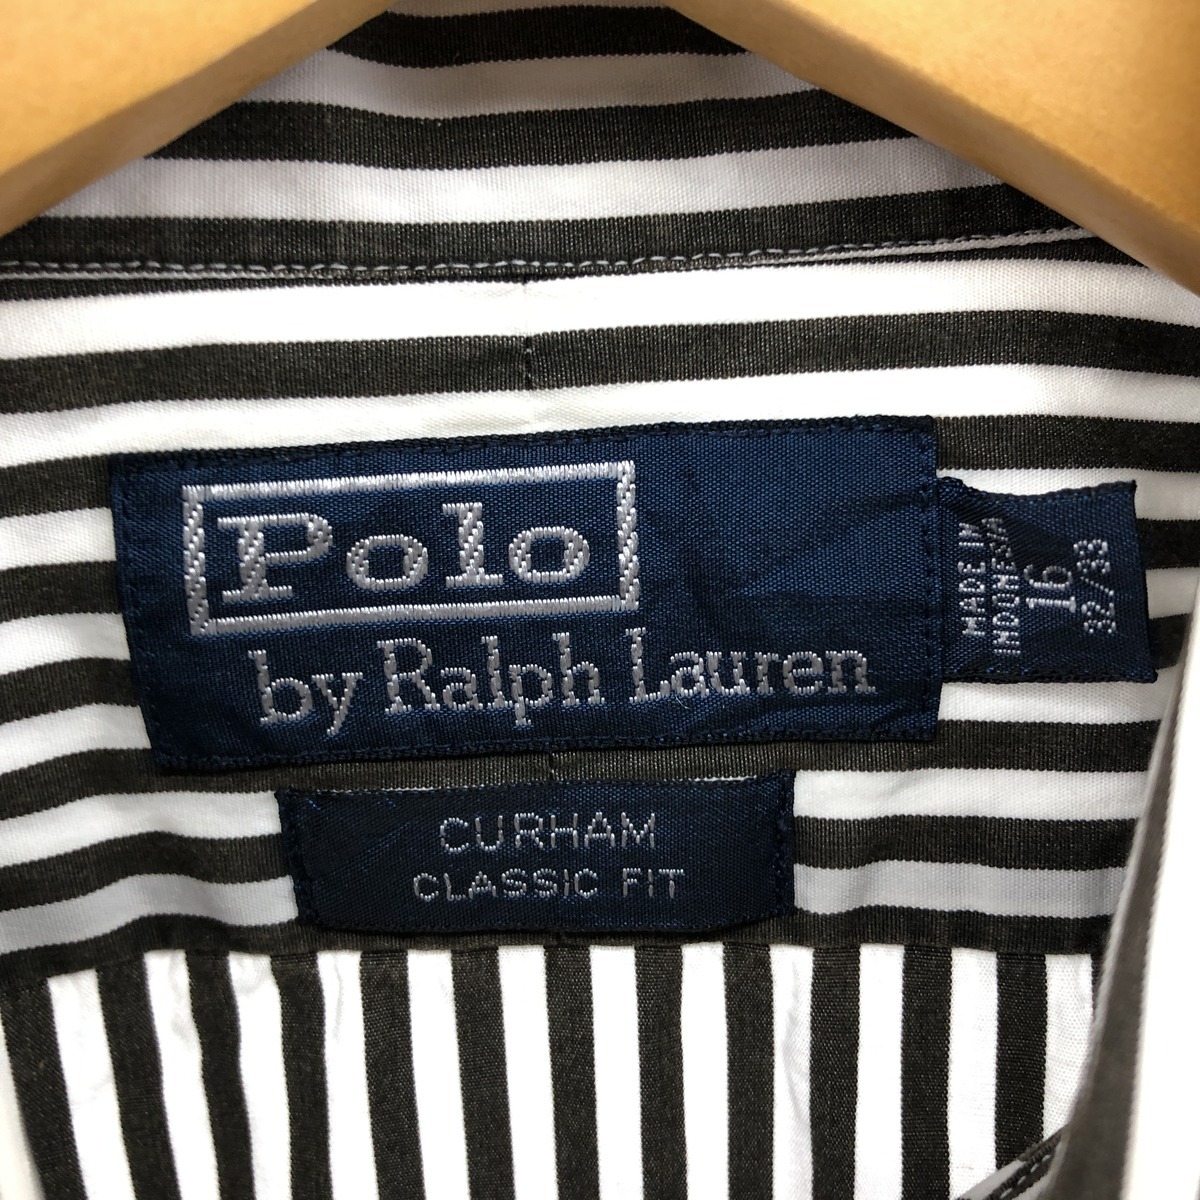 Polo
by Ralph Lauren
MADE IN
INDONESIA
16
32/33
CURHAM
CLASSIC FIT